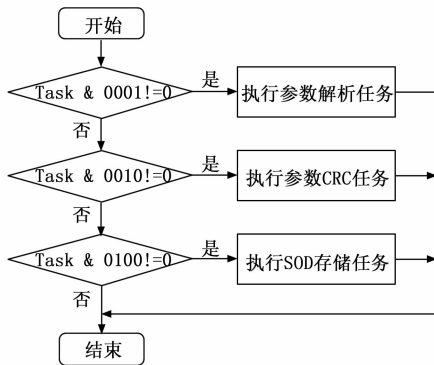 开始
Task & 0001!=0
是
执行参数解析任务
否
Task & 0010!=0
是
执行参数CRC任务
否
Task & 0100!=0
是
执行SOD存储任务
否
结束